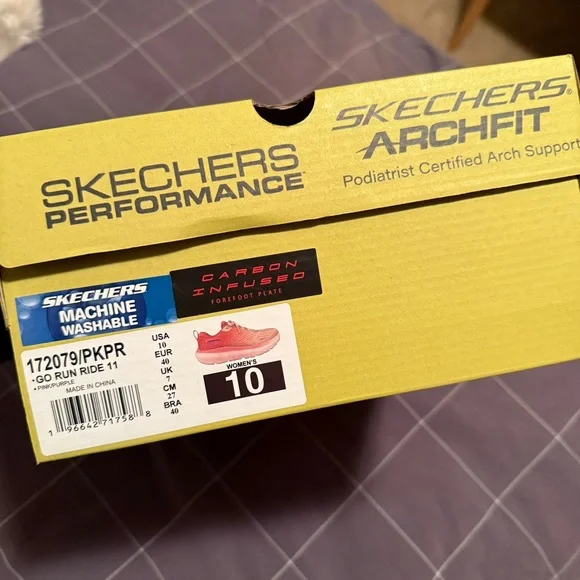 SKECHERS
PERFORMANCE
SKECHERS®
ARCHFIT
Podiatrist Certified Arch Support
SKECHERS
MACHINE
WASHABLE
CARBON
INFUSED
FOREFOOT PLATE
172079/PKPR
•GO RUN RIDE 11
• PINK/PURPLE
MADE IN CHINA
USA
10
EUR
40
UK
7
CM
27
BRA
40
WOMEN'S
10
1 96642 71758 8